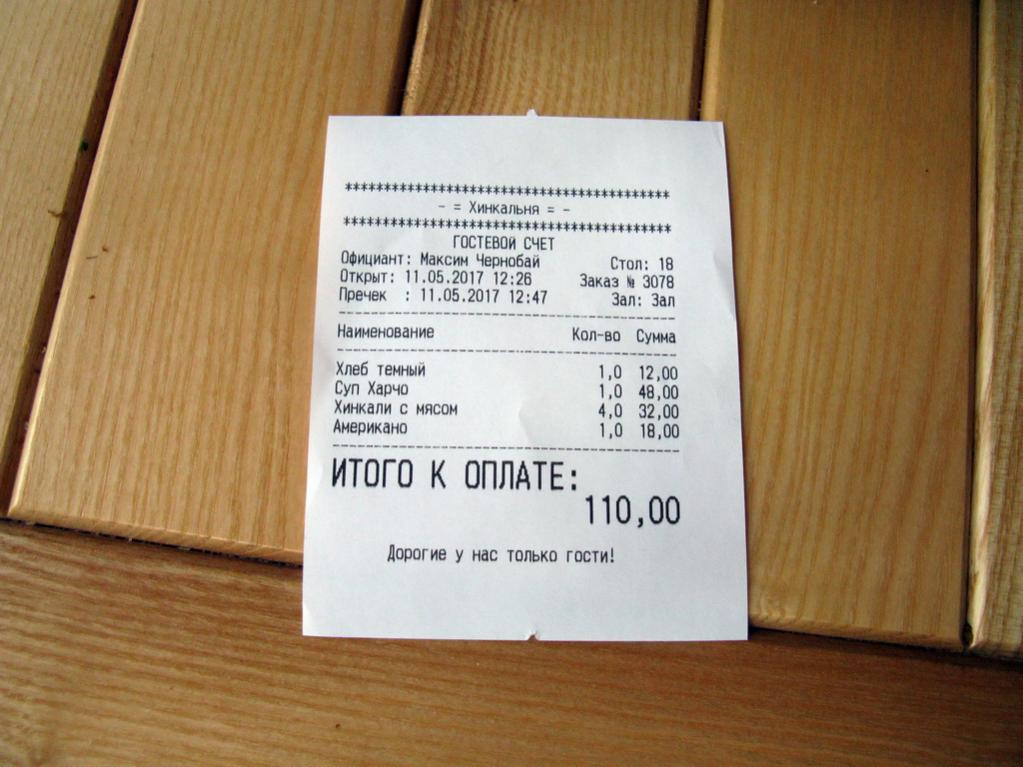 *****************************************
- = Хинкальня = -
*****************************************
ГОСТЕВОЙ СЧЕТ
Официант: Максим Чернобай Стол: 18
Открыт: 11.05.2017 12:26 Заказ № 3078
Пречек : 11.05.2017 12:47 Зал: Зал
Наименование Кол-во Сумма
Хлеб темный 1,0 12,00
Суп Харчо 1,0 48,00
Хинкали с мясом 4,0 32,00
Американо 1,0 18,00
ИТОГО К ОПЛАТЕ:
110,00
Дорогие у нас только гости!